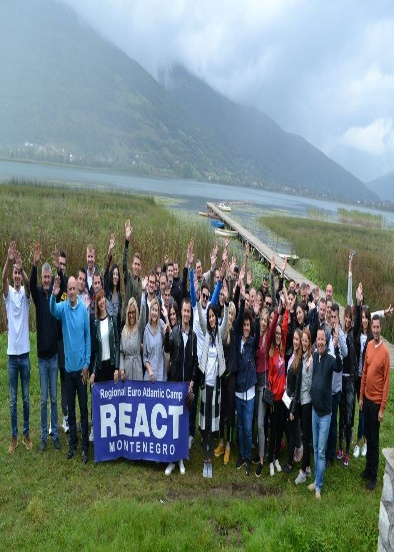 Regional Euro Atlantic Camp
REACT
MONTENEGRO